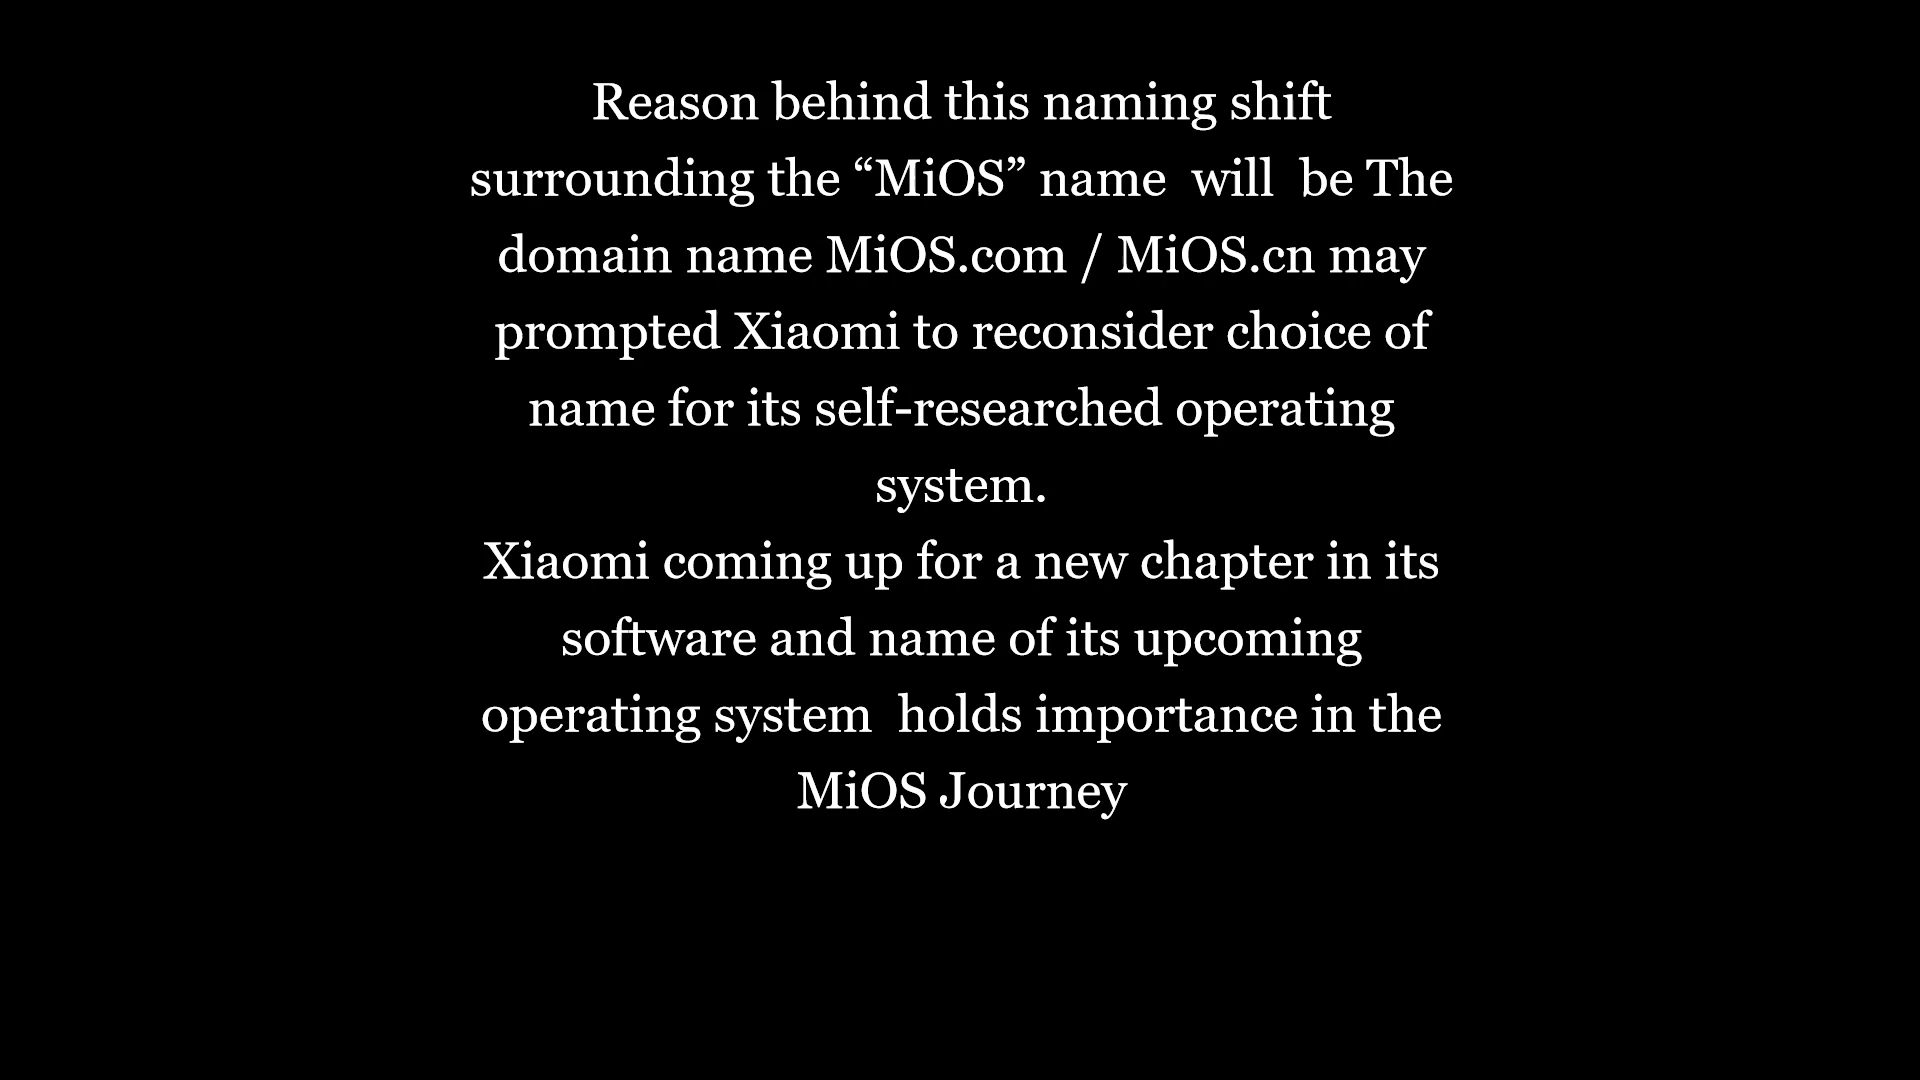 Reason behind this naming shift
surrounding the “MiOS” name  will  be The
domain name MiOS.com / MiOS.cn may
prompted Xiaomi to reconsider choice of
name for its self-researched operating
system.
Xiaomi coming up for a new chapter in its
software and name of its upcoming
operating system  holds importance in the
MiOS Journey